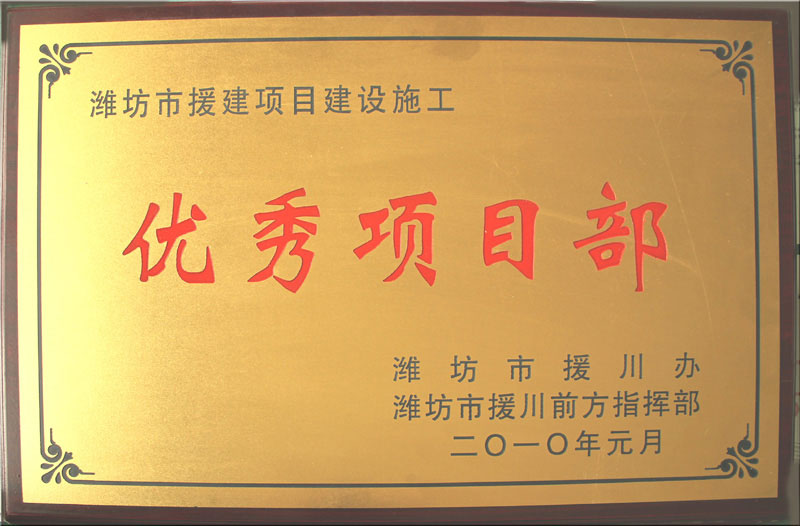 潍坊市援建项目建设施工
优秀项目部
潍坊市援川办
潍坊市援川前方指挥部
二〇一〇年元月